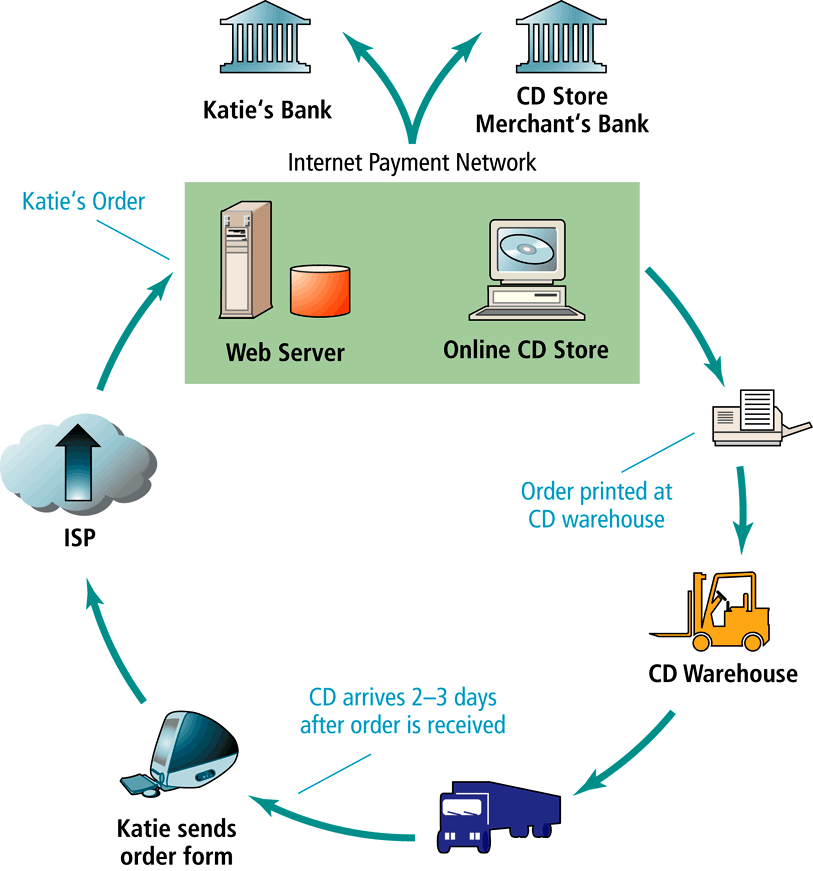 Katie‘s Bank
CD Store
Merchant‘s Bank
Internet Payment Network
Katie‘s Order
Web Server
Online CD Store
Order printed at
CD warehouse
ISP
CD Warehouse
CD arrives 2–3 days
after order is received
Katie sends
order form